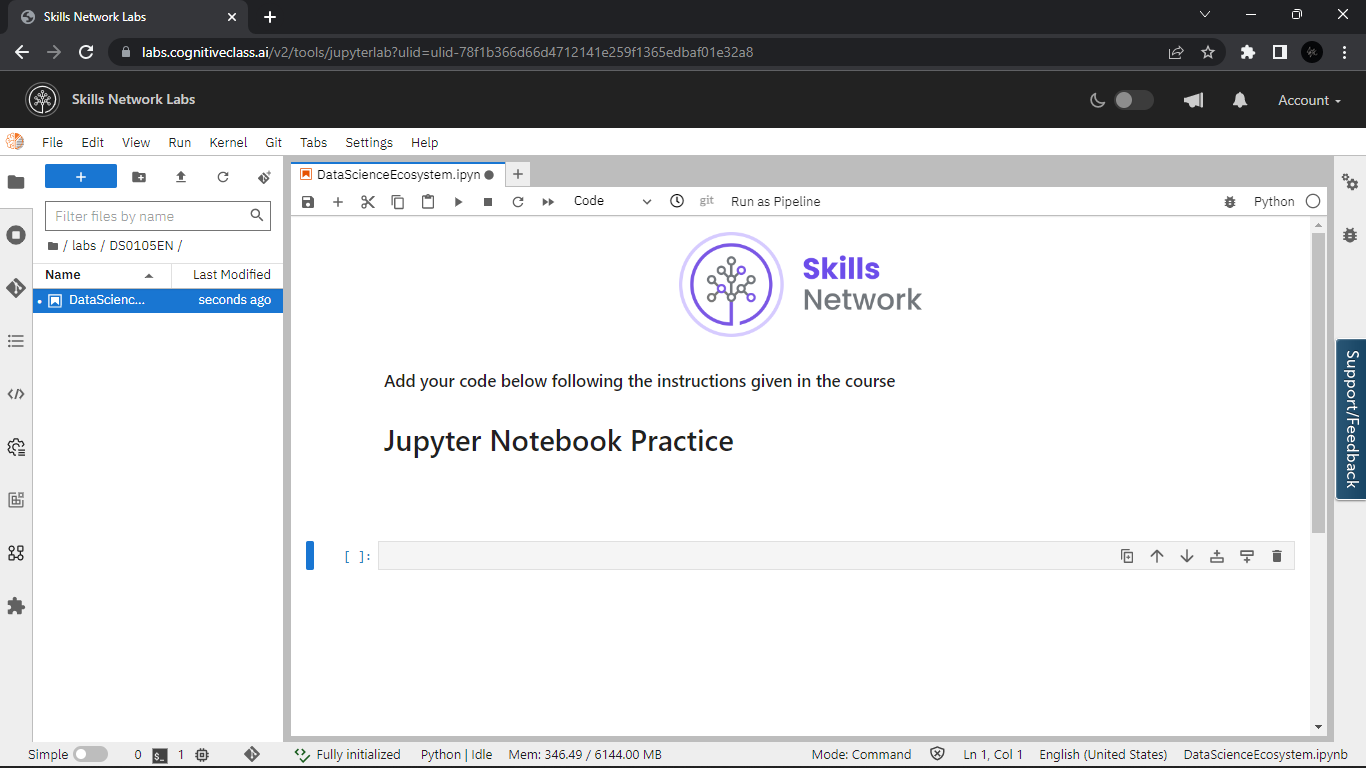 Skills Network Labs
labs.cognitiveclass.ai/v2/tools/jupyterlab?ulid=ulid-78f1b366d66d4712141e259f1365edbaf01e32a8
Skills Network Labs
Account
File Edit View Run Kernel Git Tabs Settings Help
DataScienceEcosystem.ipyn
Code
git
Run as Pipeline
Python
Filter files by name
/ labs / DS0105EN /
Name Last Modified
DataScienc... seconds ago
Skills
Network
Add your code below following the instructions given in the course
Jupyter Notebook Practice
[ ]:
Support/Feedback
Simple 0 1 Fully initialized Python | Idle Mem: 346.49 / 6144.00 MB Mode: Command Ln 1, Col 1 English (United States) DataScienceEcosystem.ipynb